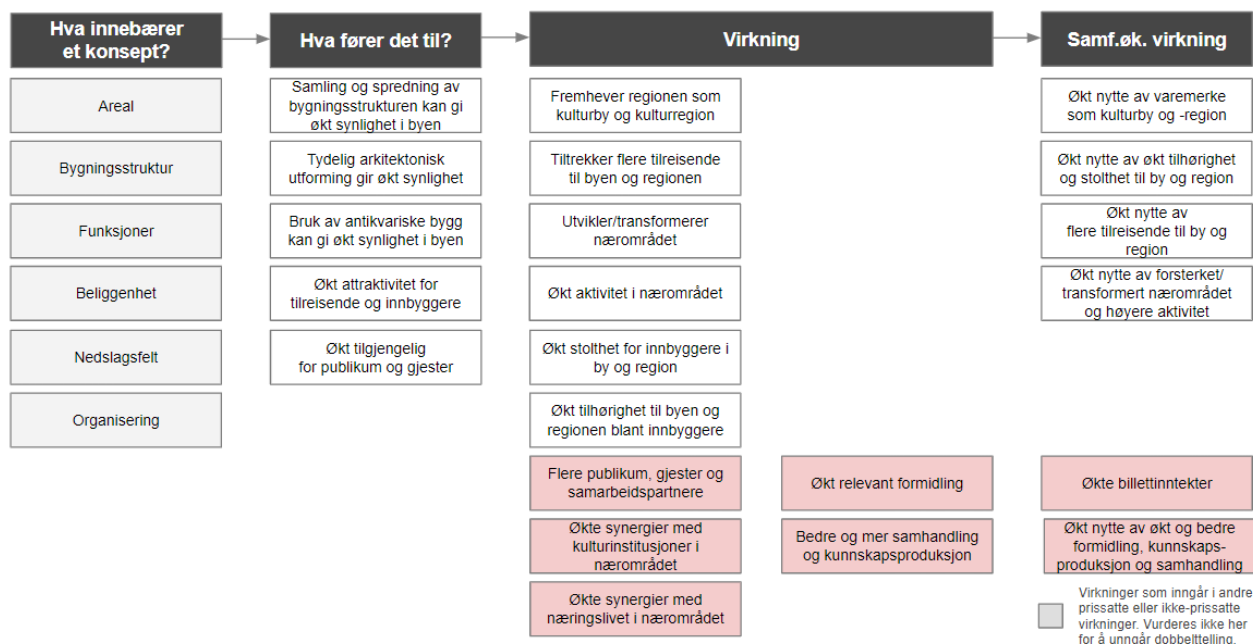 Hva innebærer
et konsept?
Hva fører det til?
Virkning
Samf.øk. virkning
Areal
Bygningsstruktur
Funksjoner
Beliggenhet
Nedslagsfelt
Organisering
Samling og spredning av
bygningsstrukturen kan gi
økt synlighet i byen
Tydelig arkitektonisk
utforming gir økt synlighet
Bruk av antikvariske bygg
kan gi økt synlighet i byen
Økt attraktivitet for
tilreisende og innbyggere
Økt tilgjengelig
for publikum og gjester
Fremhever regionen som
kulturby og kulturregion
Tiltrekker flere tilreisende
til byen og regionen
Utvikler/transformerer
nærområdet
Økt aktivitet i nærområdet
Økt stolthet for innbyggere i
by og region
Økt tilhørighet til byen og
regionen blant innbyggere
Flere publikum, gjester og
samarbeidspartnere
Økte synergier med
kulturinstitusjoner i
nærområdet
Økte synergier med
næringslivet i nærområdet
Økt relevant formidling
Bedre og mer samhandling
og kunnskapsproduksjon
Økt nytte av varemerke
som kulturby og -region
Økt nytte av økt tilhørighet
og stolthet til by og region
Økt nytte av
flere tilreisende til by og
region
Økt nytte av forsterket/
transformert nærområdet
og høyere aktivitet
Økte billettinntekter
Økt nytte av økt og bedre
formidling, kunnskaps-
produksjon og samhandling
Virkninger som inngår i andre
prissatte eller ikke-prissatte
virkninger. Vurderes ikke her
for å unngår dobbelttelling.